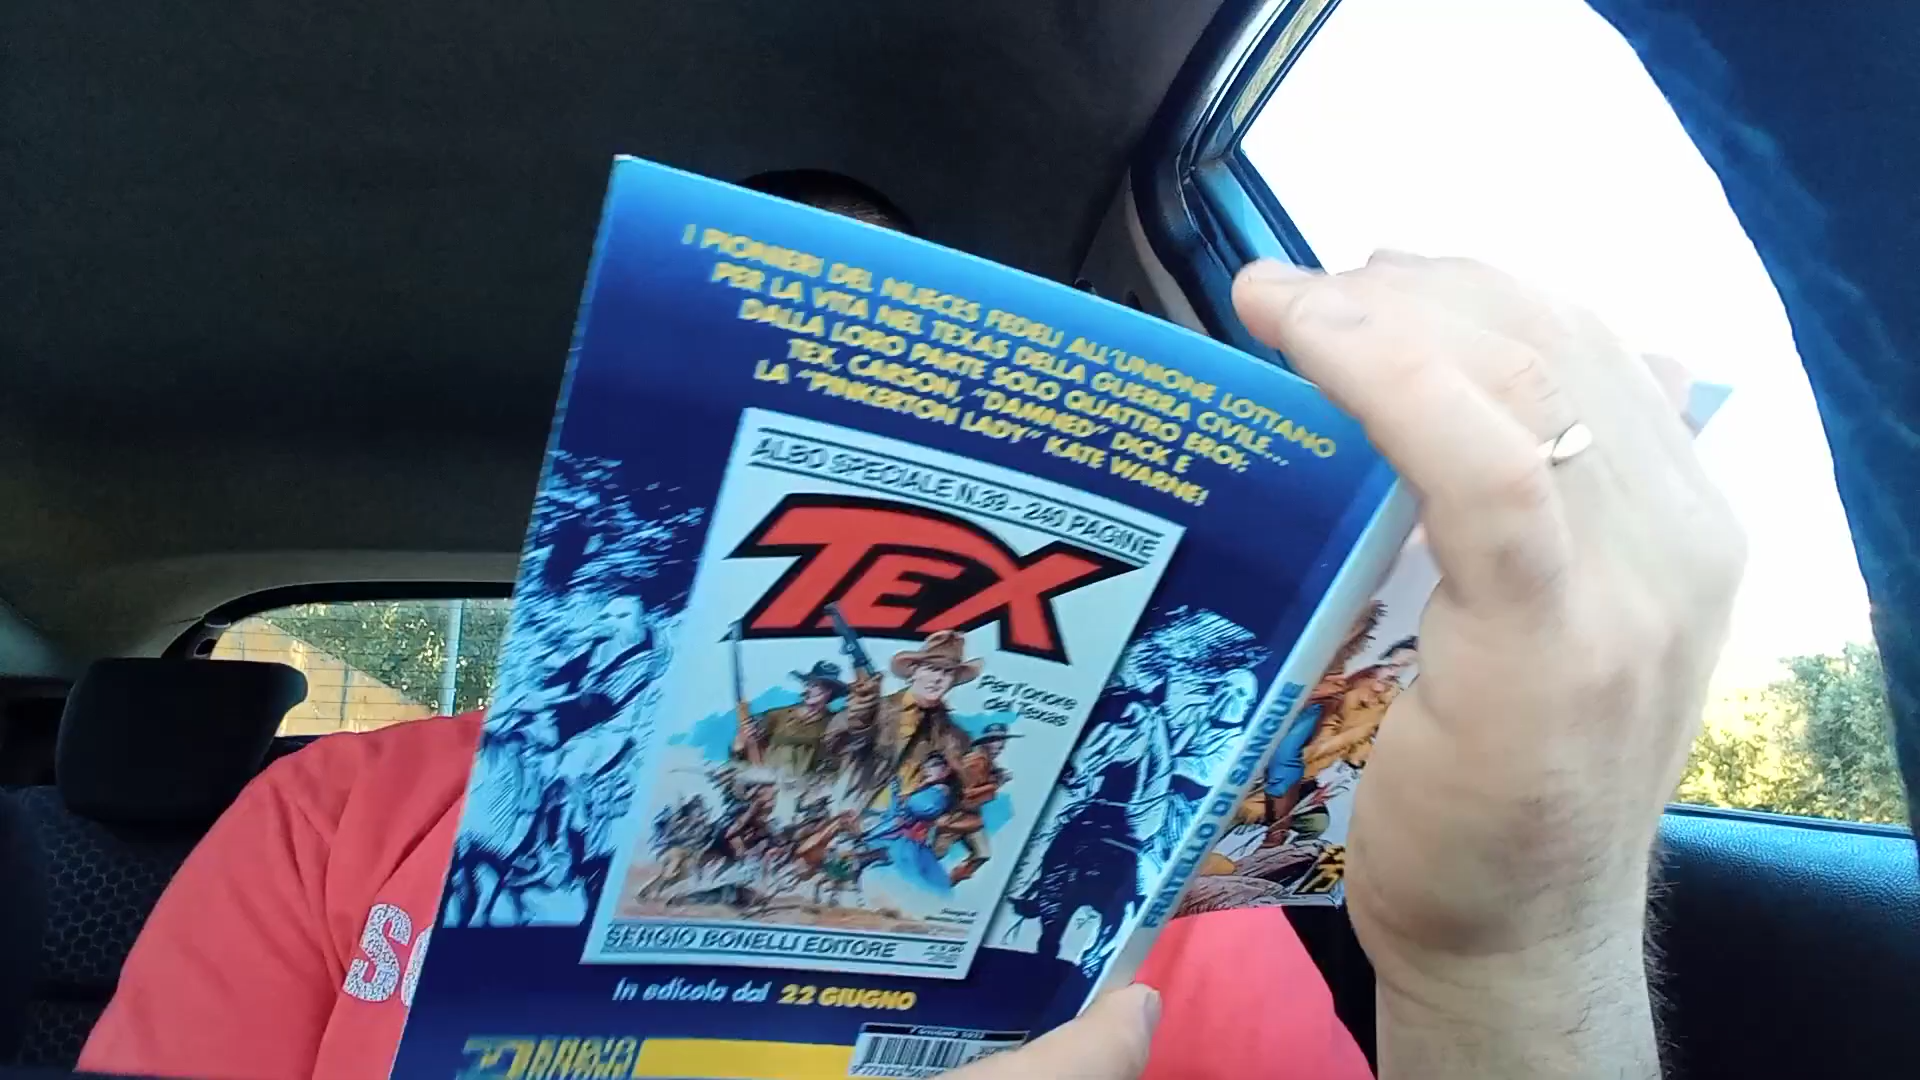 I PIONIERI DEL NUECES FEDELI ALL'UNIONE LOTTANO
PER LA VITA NEL TEXAS DELLA GUERRA CIVILE...
DALLA LORO PARTE SOLO QUATTRO EROI:
TEX, CARSON, "DAMNED" DICK E
LA "PINKERTON LADY" KATE WARNE!
ALBO SPECIALE N.39 - 240 PAGINE
TEX
Per l'onore
del Texas
SERGIO BONELLI EDITORE
In edicola dal 22 GIUGNO
FRATELLO DI SANGUE
75